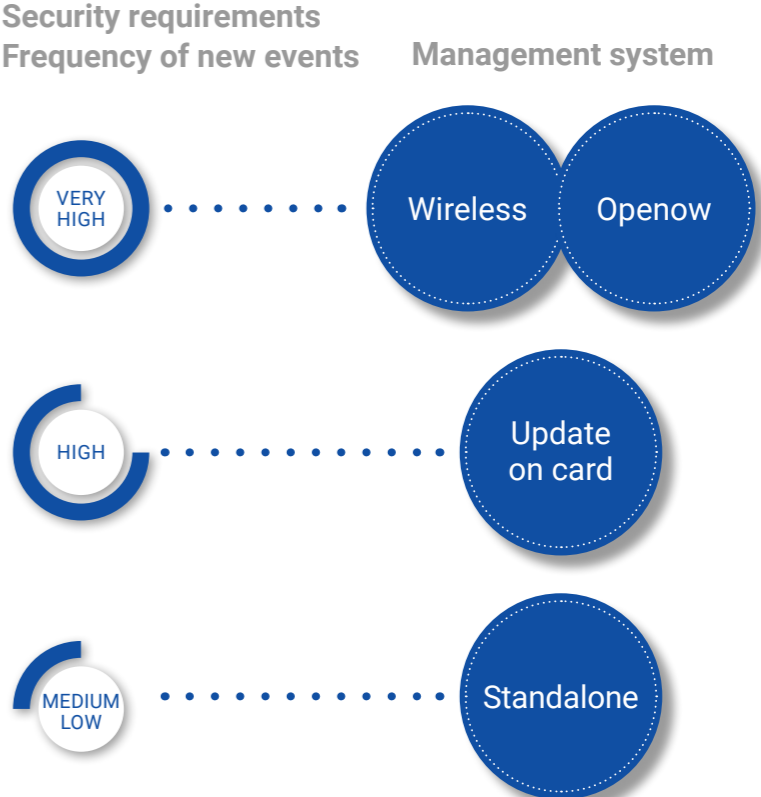 Security requirements
Frequency of new events
Management system
VERY
HIGH
Wireless
Openow
HIGH
Update
on card
MEDIUM
LOW
Standalone